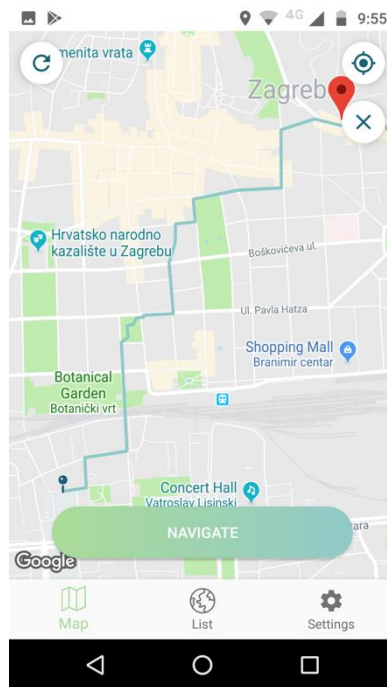 4G
9:55
menita vrata
Zagreb
Hrvatsko narodno
kazalište u Zagrebu
Boškovićeva ul.
Ul. Pavla Hatza
Shopping Mall
Branimir centar
Botanical
Garden
Botanički vrt
Concert Hall
Vatroslav Lisinski
NAVIGATE
ara
Google
Map
List
Settings